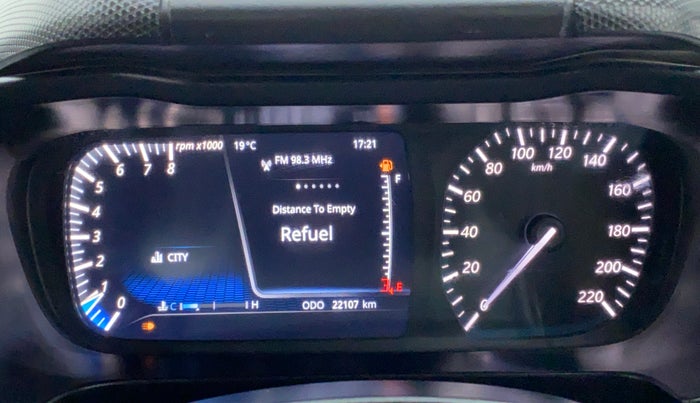 rpm x1000 19°C 17:21
FM 98.3 MHz
F
Distance To Empty
Refuel
CITY
E
C H ODO 22107 km
0 1 2 3 4 5 6 7 8
km/h
0 20 40 60 80 100 120 140 160 180 200 220